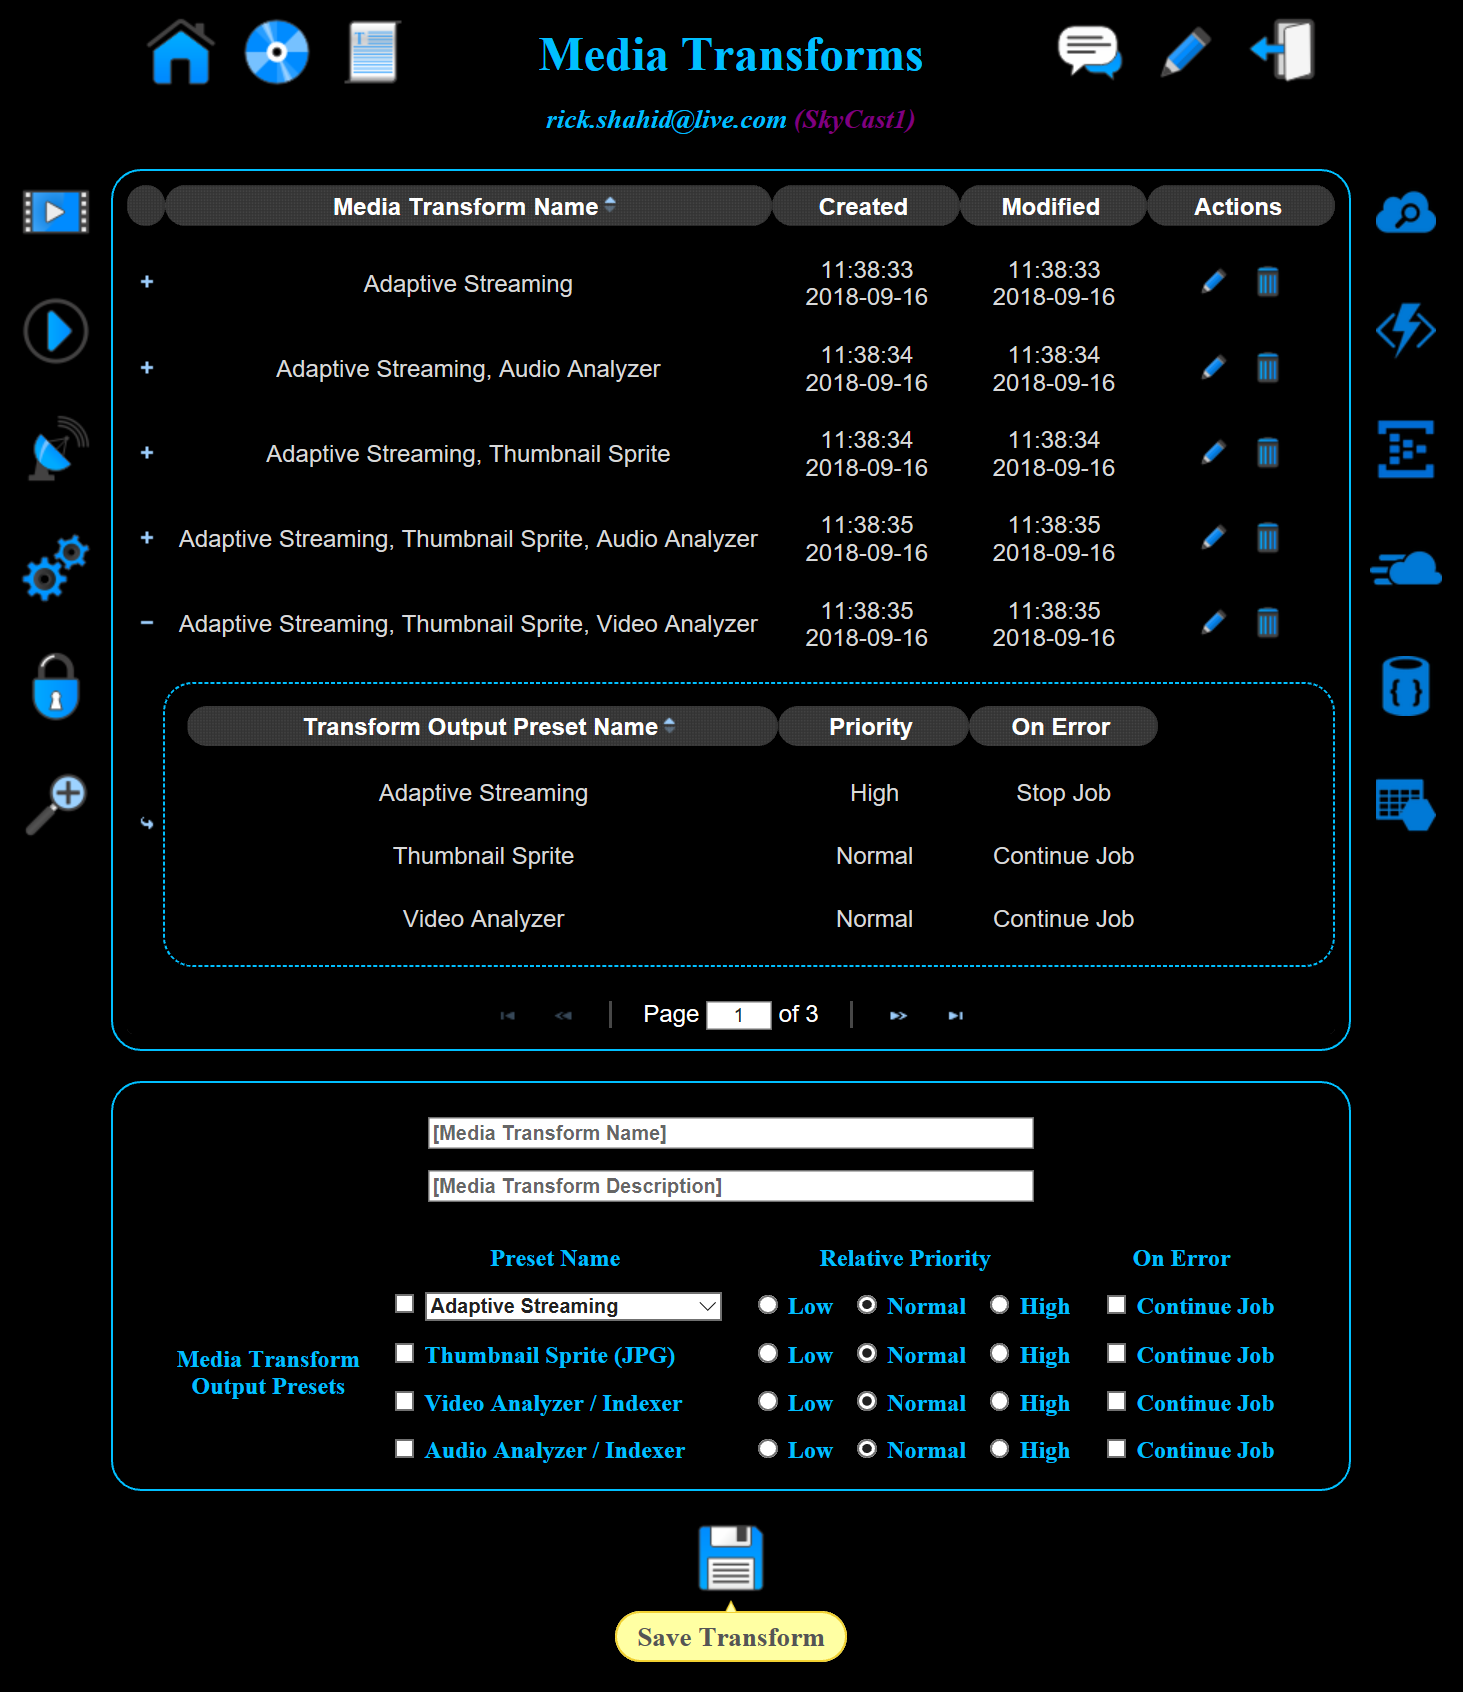 Media Transforms
rick.shahid@live.com (SkyCast1)
Media Transform Name Created Modified Actions
Adaptive Streaming 11:38:33 2018-09-16 11:38:33 2018-09-16
Adaptive Streaming, Audio Analyzer 11:38:34 2018-09-16 11:38:34 2018-09-16
Adaptive Streaming, Thumbnail Sprite 11:38:34 2018-09-16 11:38:34 2018-09-16
Adaptive Streaming, Thumbnail Sprite, Audio Analyzer 11:38:35 2018-09-16 11:38:35 2018-09-16
Adaptive Streaming, Thumbnail Sprite, Video Analyzer 11:38:35 2018-09-16 11:38:35 2018-09-16
Transform Output Preset Name Priority On Error
Adaptive Streaming High Stop Job
Thumbnail Sprite Normal Continue Job
Video Analyzer Normal Continue Job
Page 1 of 3
[Media Transform Name]
[Media Transform Description]
Preset Name Relative Priority On Error
Adaptive Streaming Low Normal High Continue Job
Media Transform Output Presets
Thumbnail Sprite (JPG) Low Normal High Continue Job
Video Analyzer / Indexer Low Normal High Continue Job
Audio Analyzer / Indexer Low Normal High Continue Job
Save Transform